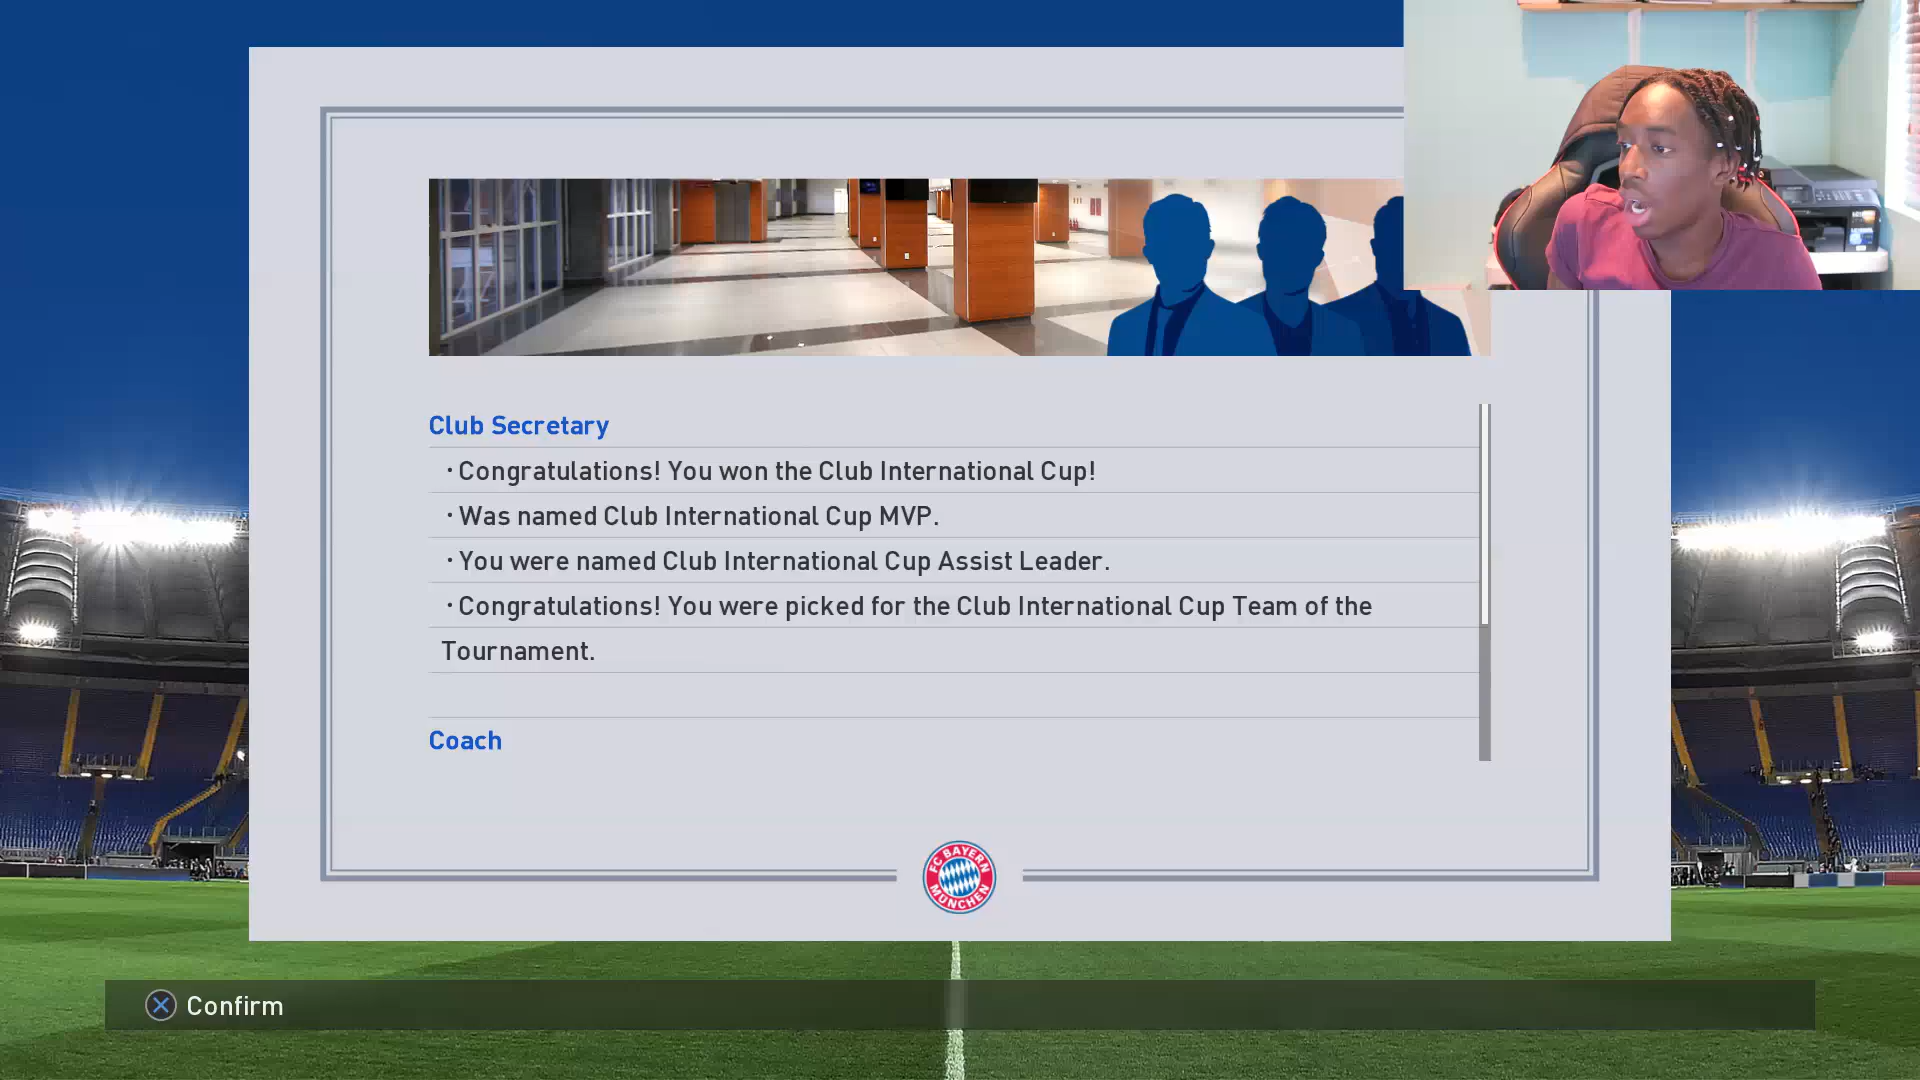 Club Secretary
・Congratulations! You won the Club International Cup!
・Was named Club International Cup MVP.
・You were named Club International Cup Assist Leader.
・Congratulations! You were picked for the Club International Cup Team of the
Tournament.
Coach
FC BAYERN
MÜNCHEN
Confirm